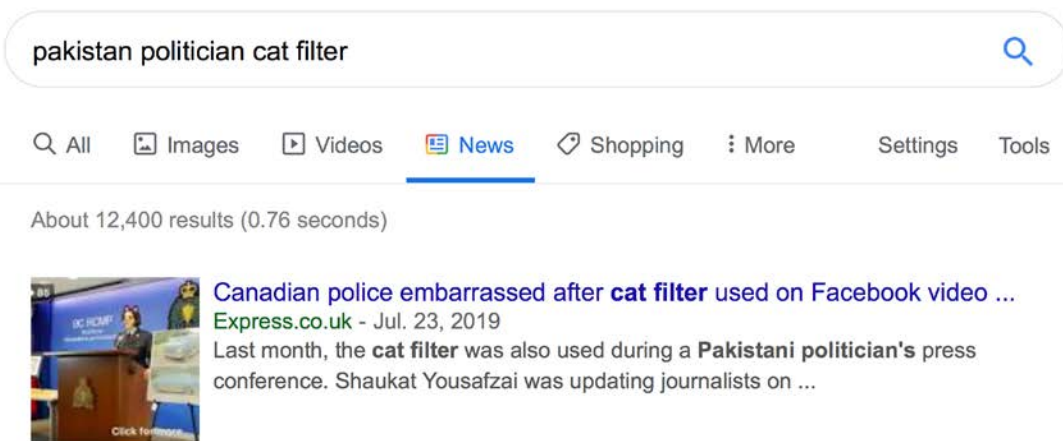 pakistan politician cat filter
All Images Videos News Shopping More Settings Tools
About 12,400 results (0.76 seconds)
Canadian police embarrassed after cat filter used on Facebook video ...
Express.co.uk - Jul. 23, 2019
Last month, the cat filter was also used during a Pakistani politician's press
conference. Shaukat Yousafzai was updating journalists on ...
BC RCMP
Click for more